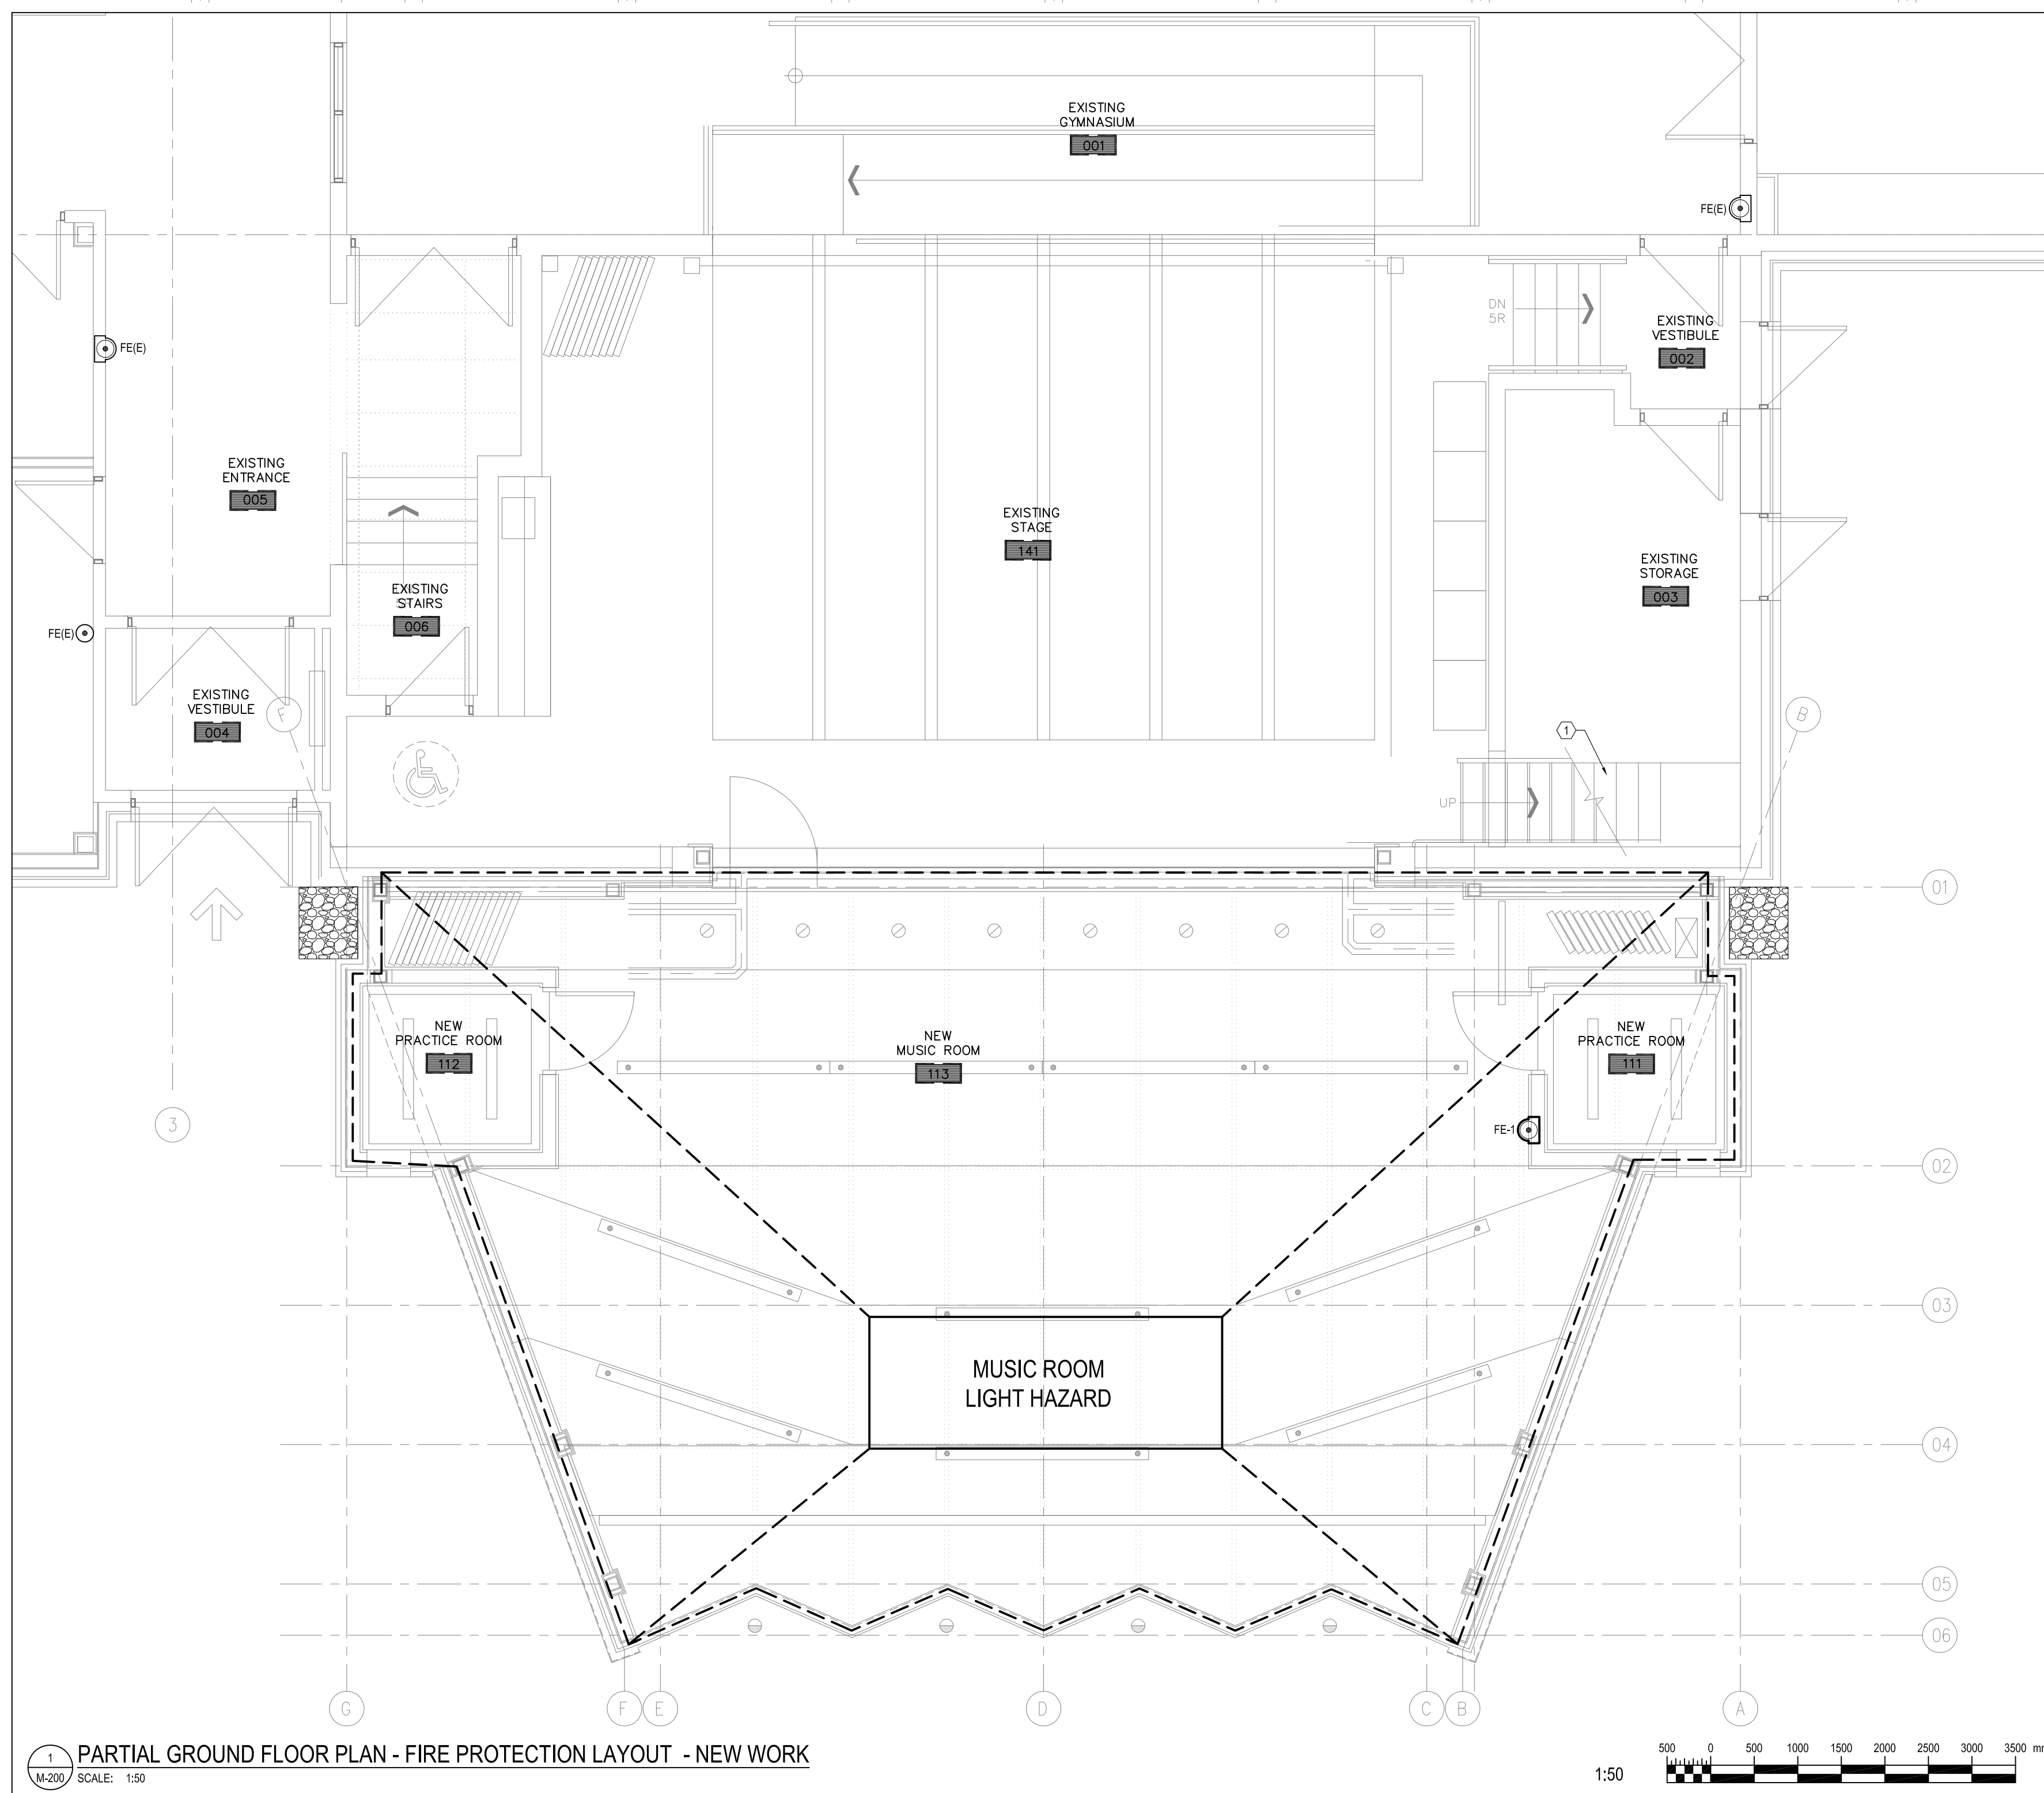 EXISTING
GYMNASIUM
001
FE(E)
DN
5R
EXISTING
VESTIBULE
002
FE(E)
EXISTING
ENTRANCE
005
EXISTING
STAGE
141
EXISTING
STORAGE
003
EXISTING
STAIRS
006
FE(E)
EXISTING
VESTIBULE
004
F
B
1
UP
01
NEW
PRACTICE ROOM
112
NEW
MUSIC ROOM
113
NEW
PRACTICE ROOM
111
3
FE-1
02
03
MUSIC ROOM
LIGHT HAZARD
04
05
06
G
F
E
D
C
B
A
1
M-200
PARTIAL GROUND FLOOR PLAN - FIRE PROTECTION LAYOUT - NEW WORK
SCALE: 1:50
1:50
500 0 500 1000 1500 2000 2500 3000 3500